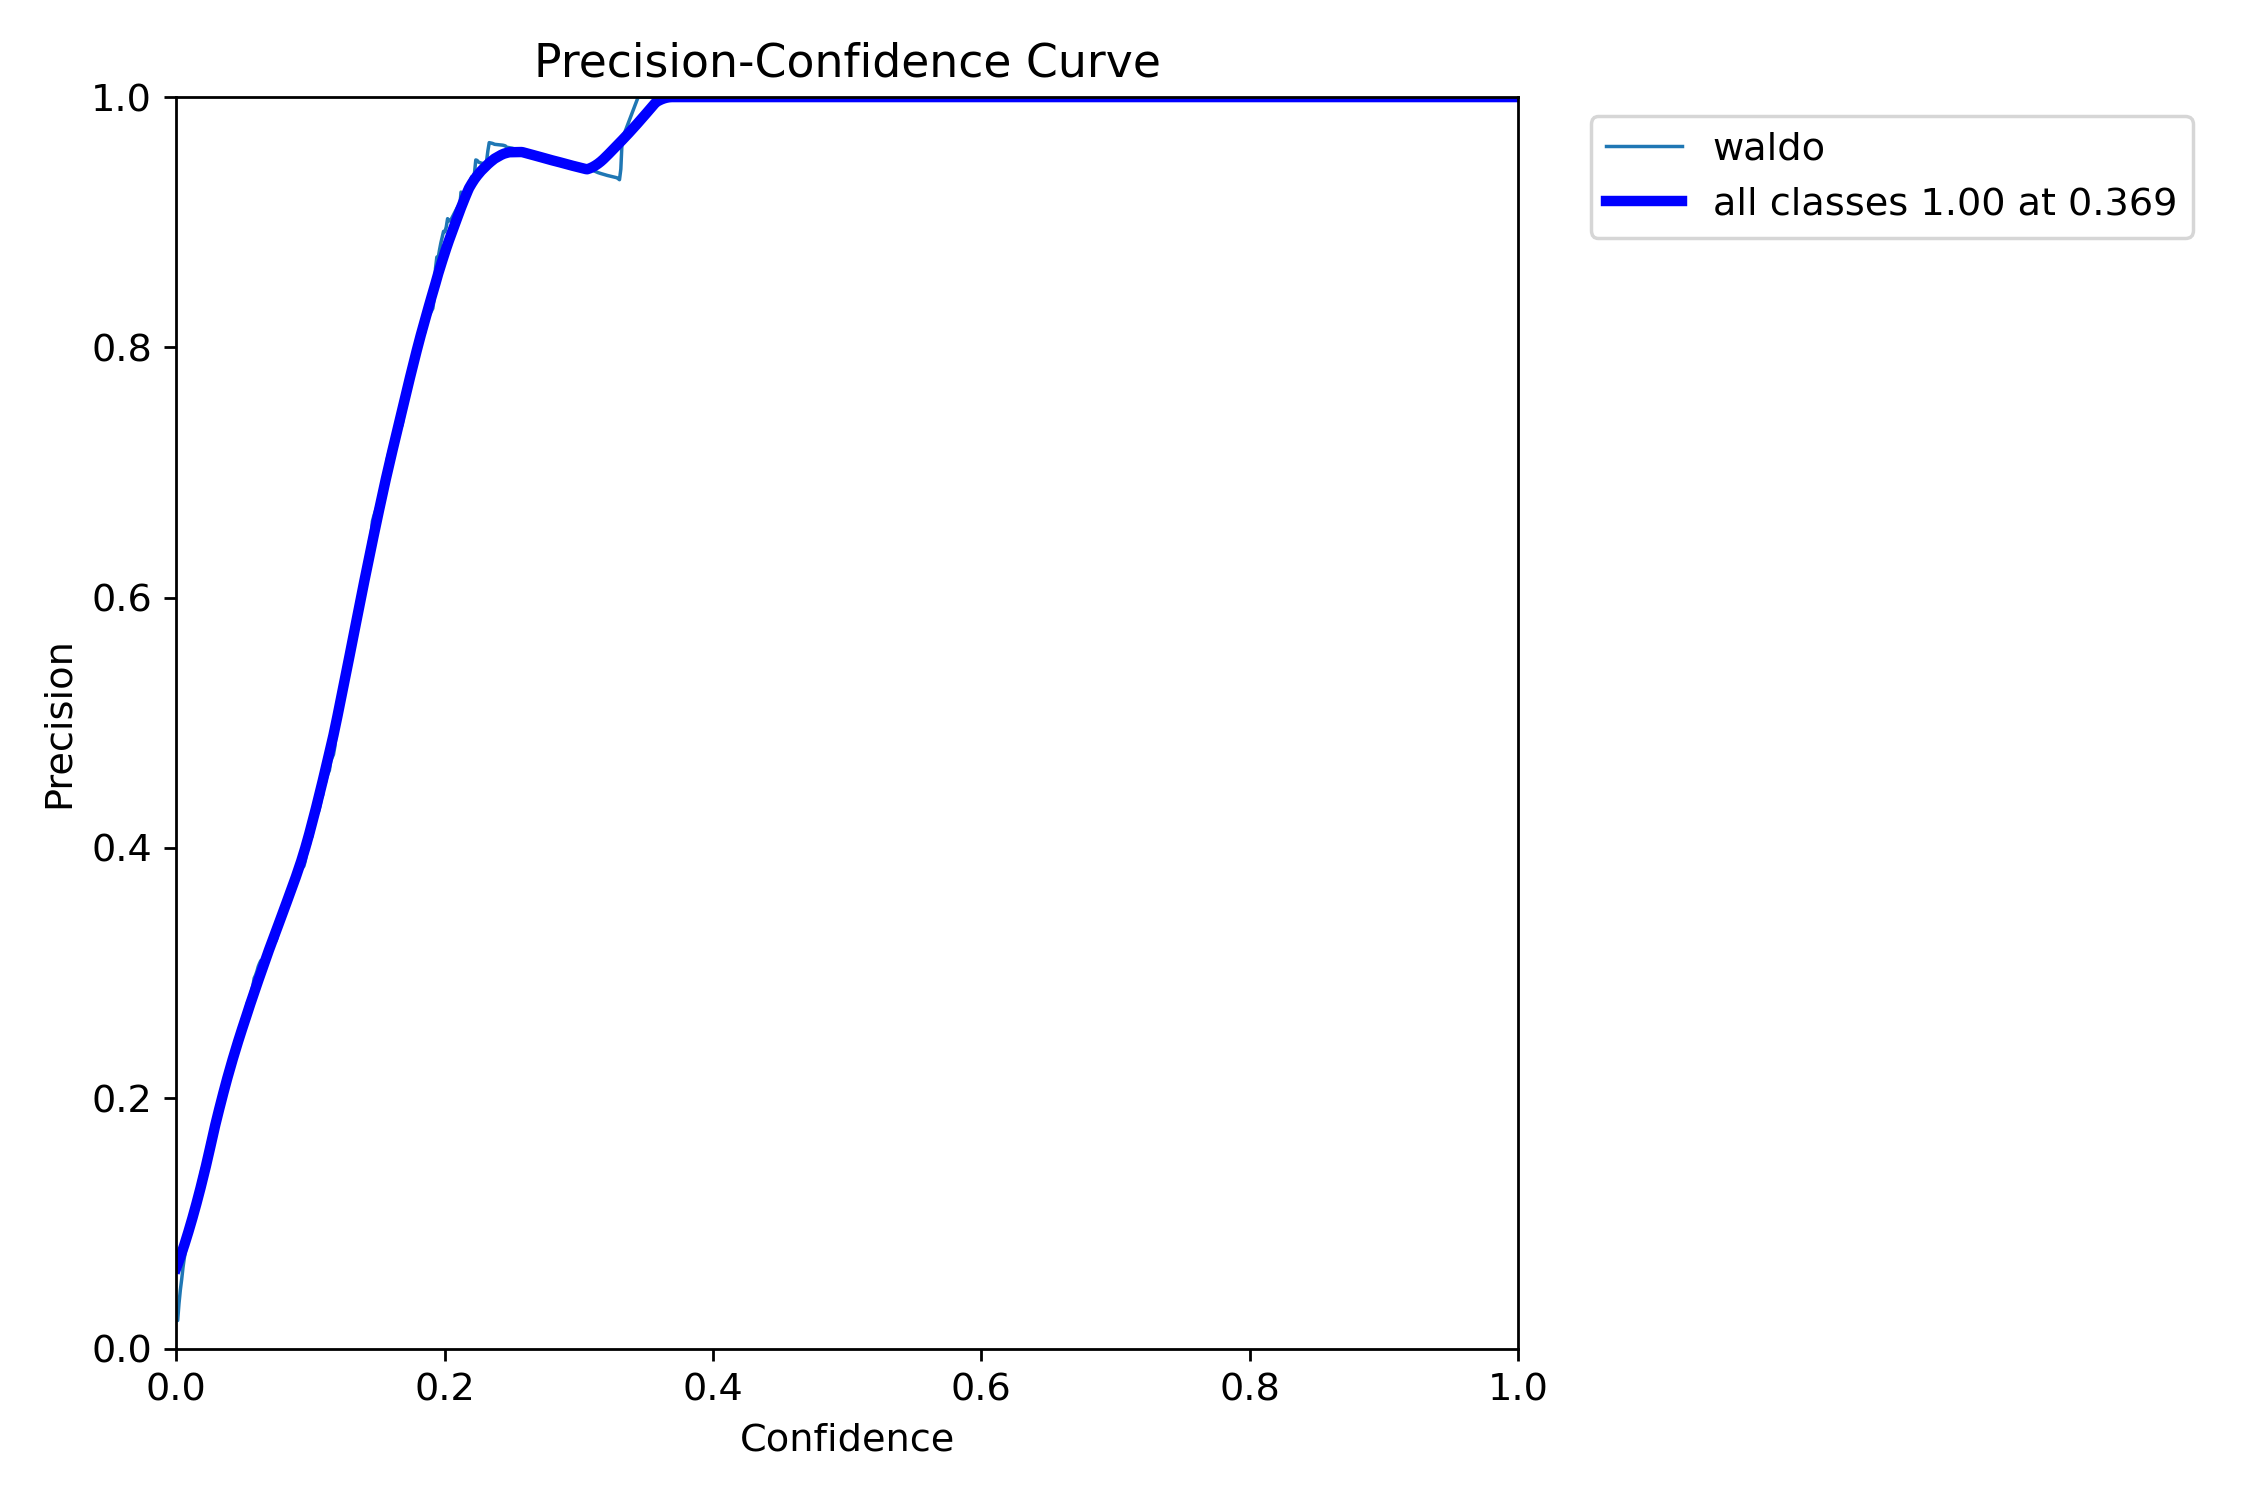 Precision-Confidence Curve
1.0
0.8
0.6
0.4
0.2
0.0
Precision
0.0 0.2 0.4 0.6 0.8 1.0
Confidence
waldo
all classes 1.00 at 0.369